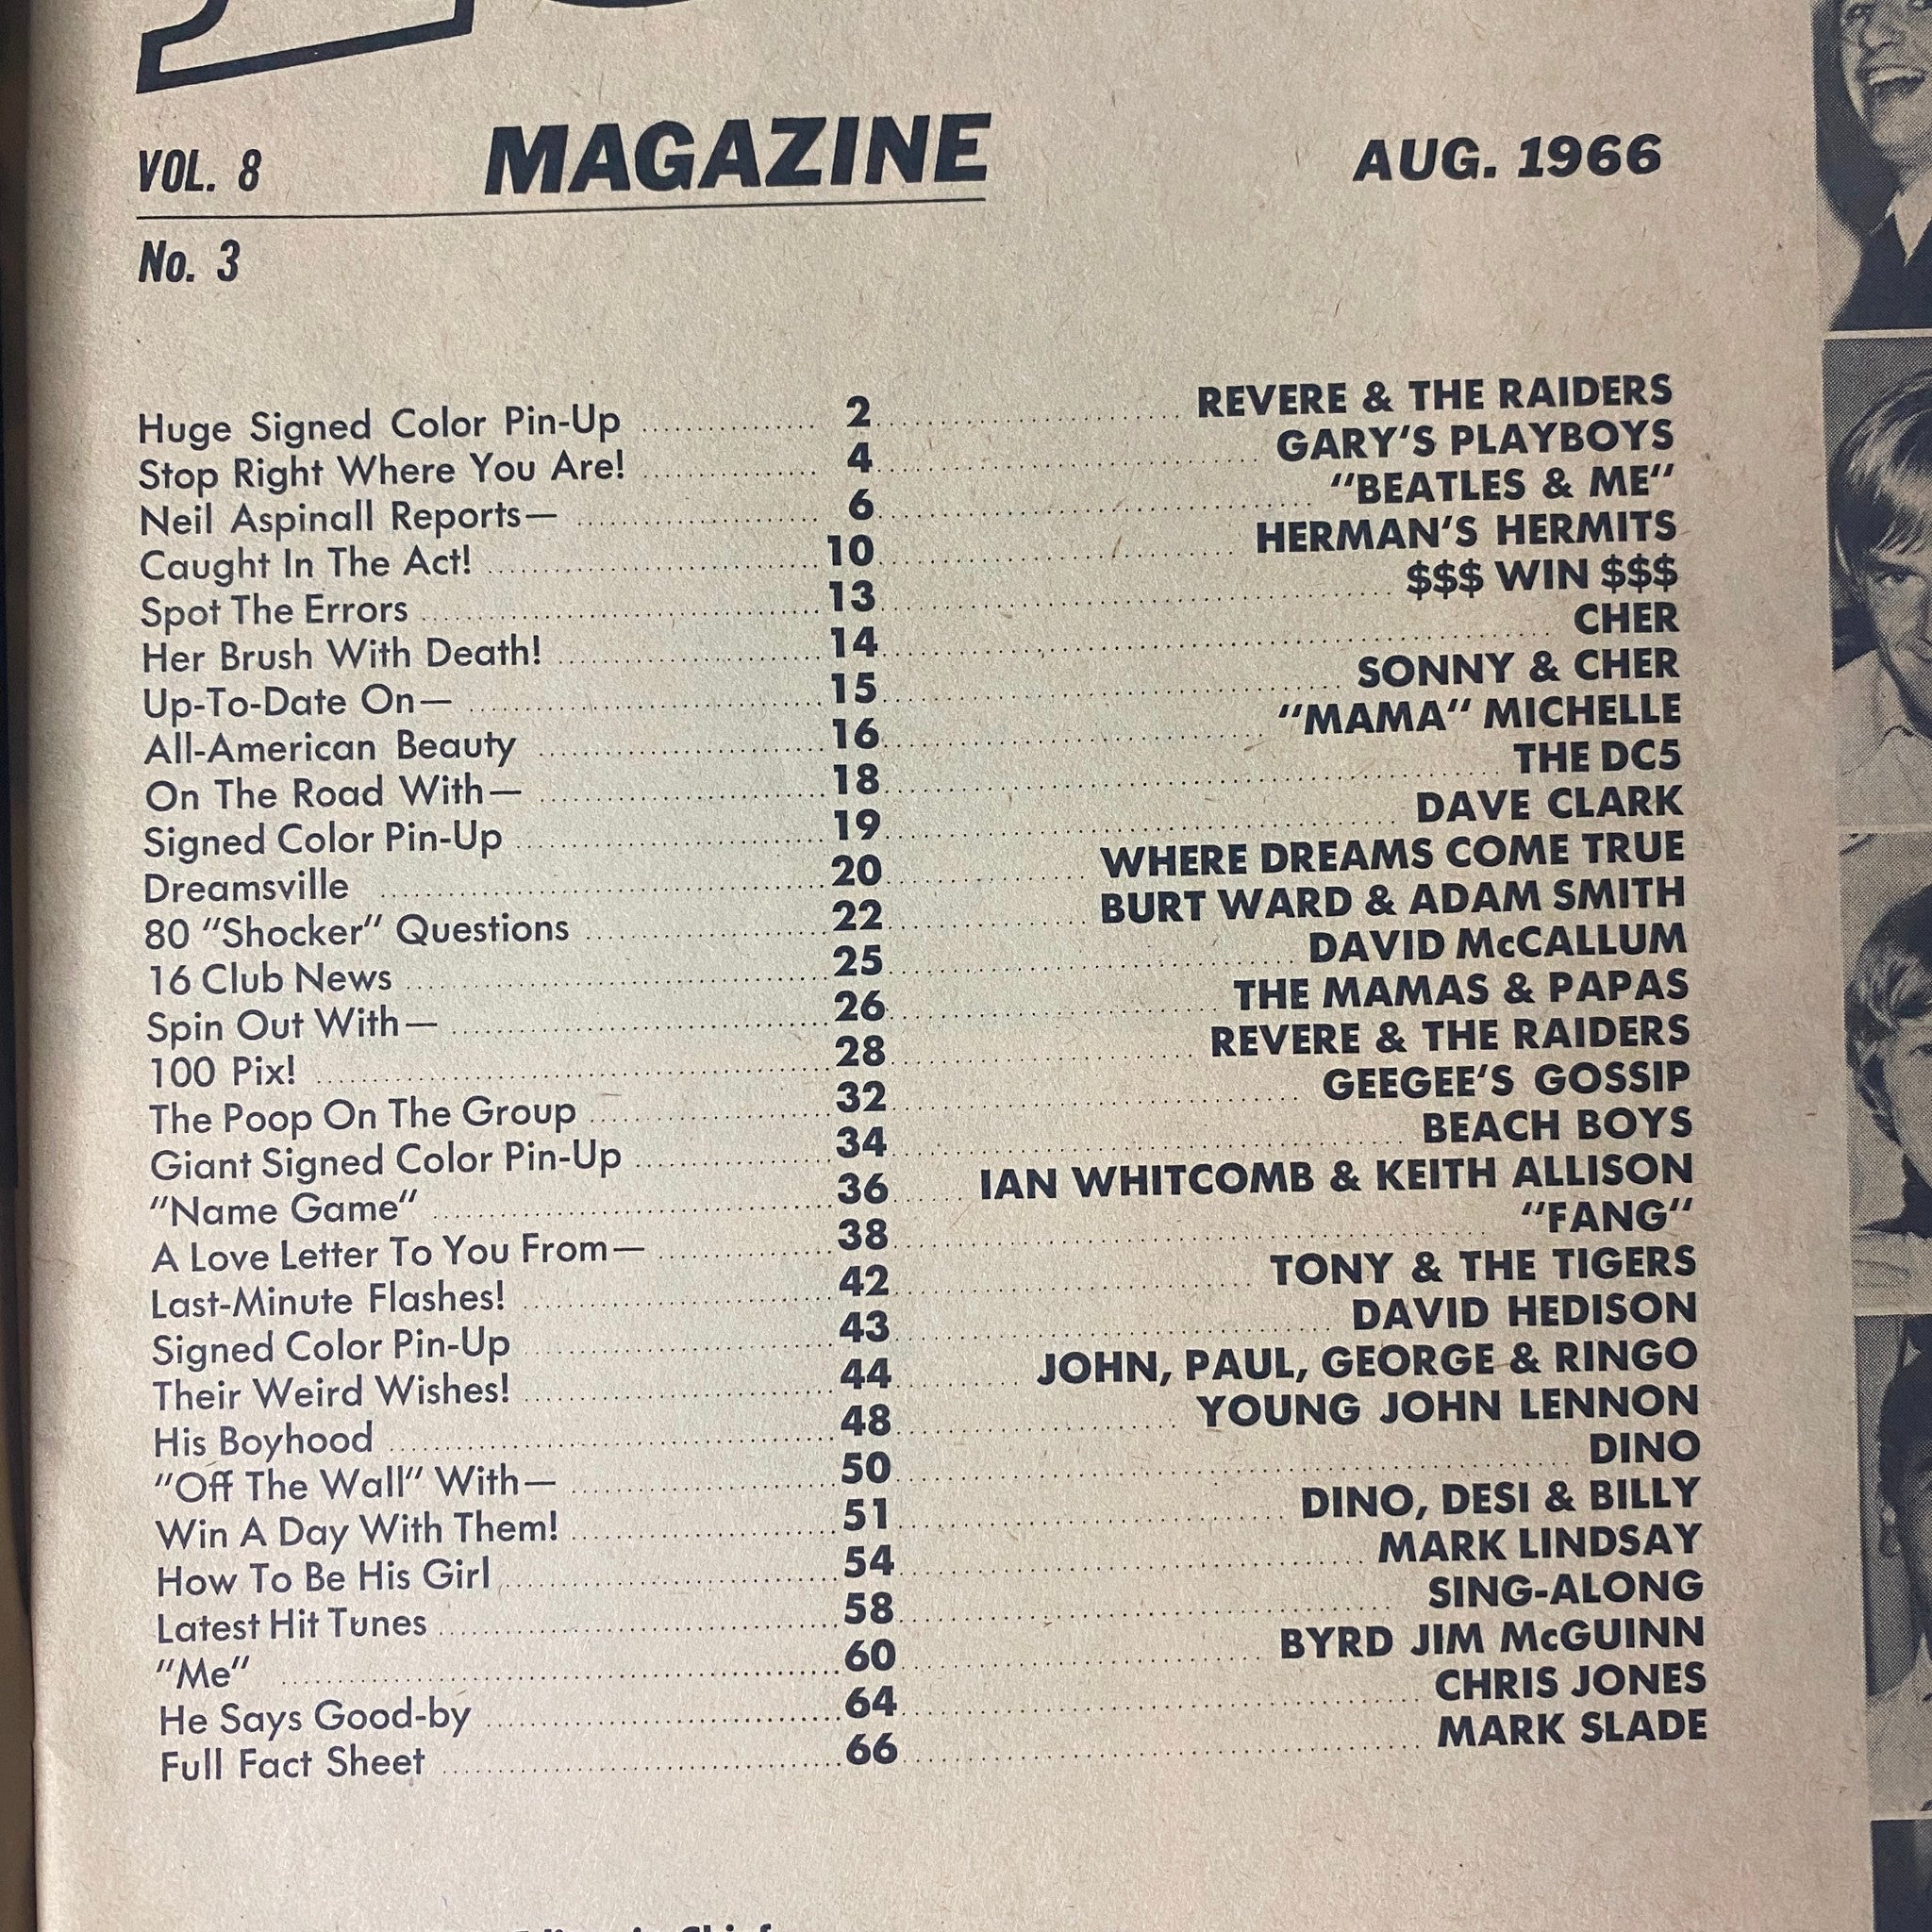 VOL. 8 MAGAZINE AUG. 1966
No. 3
Huge Signed Color Pin-Up 2 REVERE & THE RAIDERS
Stop Right Where You Are! 4 GARY'S PLAYBOYS
Neil Aspinall Reports— 6 "BEATLES & ME"
Caught In The Act! 10 HERMAN'S HERMITS
Spot The Errors 13 $$$ WIN $$$
Her Brush With Death! 14 CHER
Up-To-Date On— 15 SONNY & CHER
All-American Beauty 16 "MAMA" MICHELLE
On The Road With— 18 THE DC5
Signed Color Pin-Up 19 DAVE CLARK
Dreamsville 20 WHERE DREAMS COME TRUE
80 "Shocker" Questions 22 BURT WARD & ADAM SMITH
16 Club News 25 DAVID McCALLUM
Spin Out With— 26 THE MAMAS & PAPAS
100 Pix! 28 REVERE & THE RAIDERS
The Poop On The Group 32 GEEGEE'S GOSSIP
Giant Signed Color Pin-Up 34 BEACH BOYS
"Name Game" 36 IAN WHITCOMB & KEITH ALLISON
A Love Letter To You From— 38 "FANG"
Last-Minute Flashes! 42 TONY & THE TIGERS
Signed Color Pin-Up 43 DAVID HEDISON
Their Weird Wishes! 44 JOHN, PAUL, GEORGE & RINGO
His Boyhood 48 YOUNG JOHN LENNON
"Off The Wall" With— 50 DINO
Win A Day With Them! 51 DINO, DESI & BILLY
How To Be His Girl 54 MARK LINDSAY
Latest Hit Tunes 58 SING-ALONG
"Me" 60 BYRD JIM McGUINN
He Says Good-by 64 CHRIS JONES
Full Fact Sheet 66 MARK SLADE